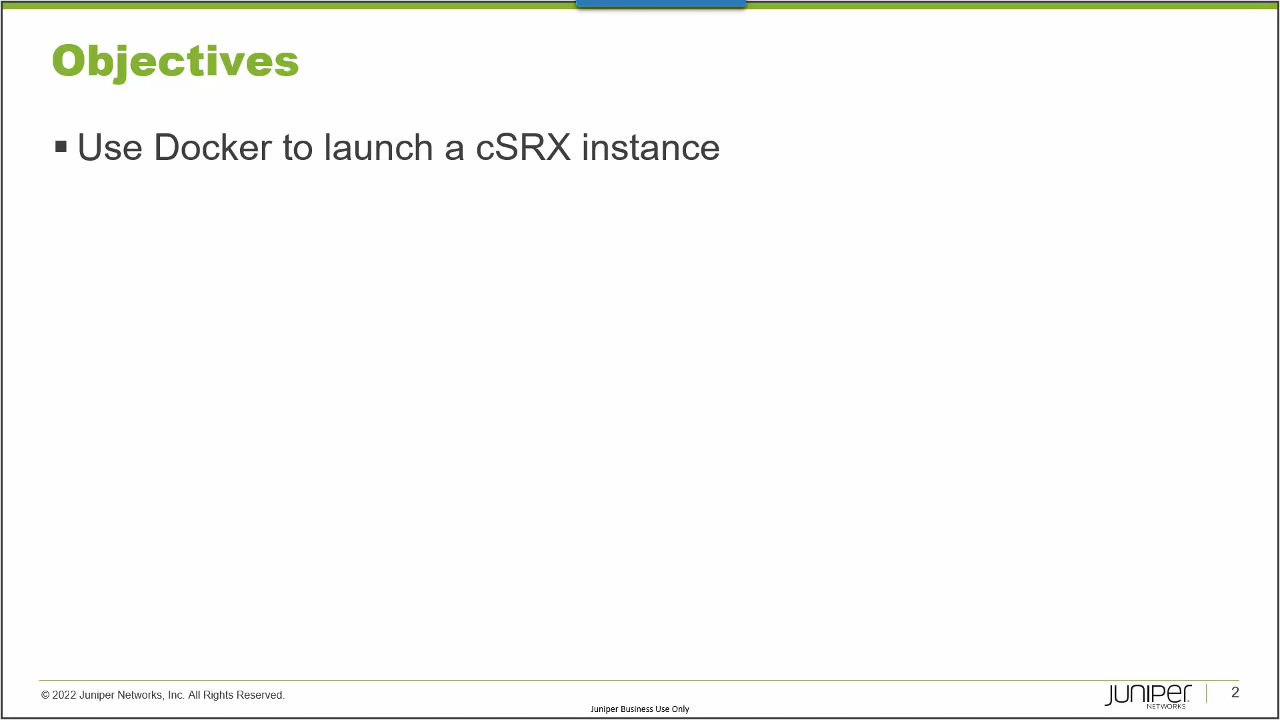 Objectives
▪ Use Docker to launch a cSRX instance
© 2022 Juniper Networks, Inc. All Rights Reserved.
Juniper Business Use Only
JUNIPEr
NETWORKS
2